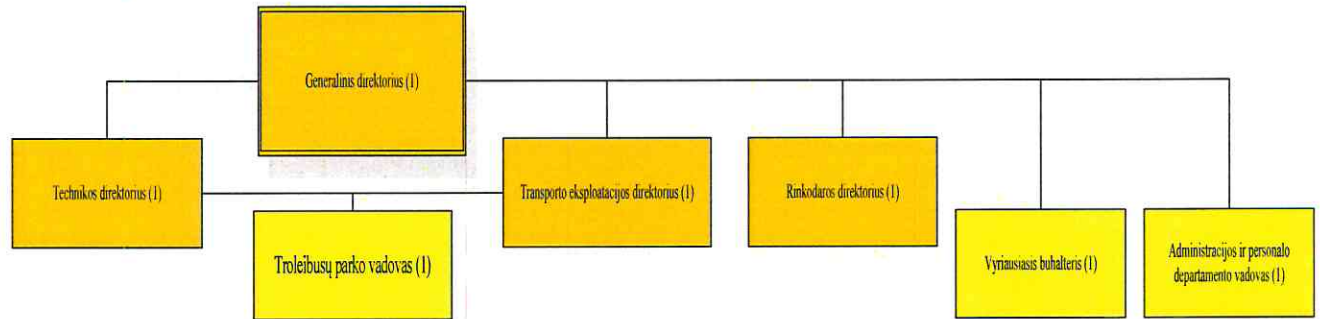 Generalinis direktorius (1)
Technikos direktorius (1)
Transporto eksploatacijos direktorius (1)
Rinkodaros direktorius (1)
Troleibusų parko vadovas (1)
Vyriausiasis buhalteris (1)
Administracijos ir personalo
departamento vadovas (1)